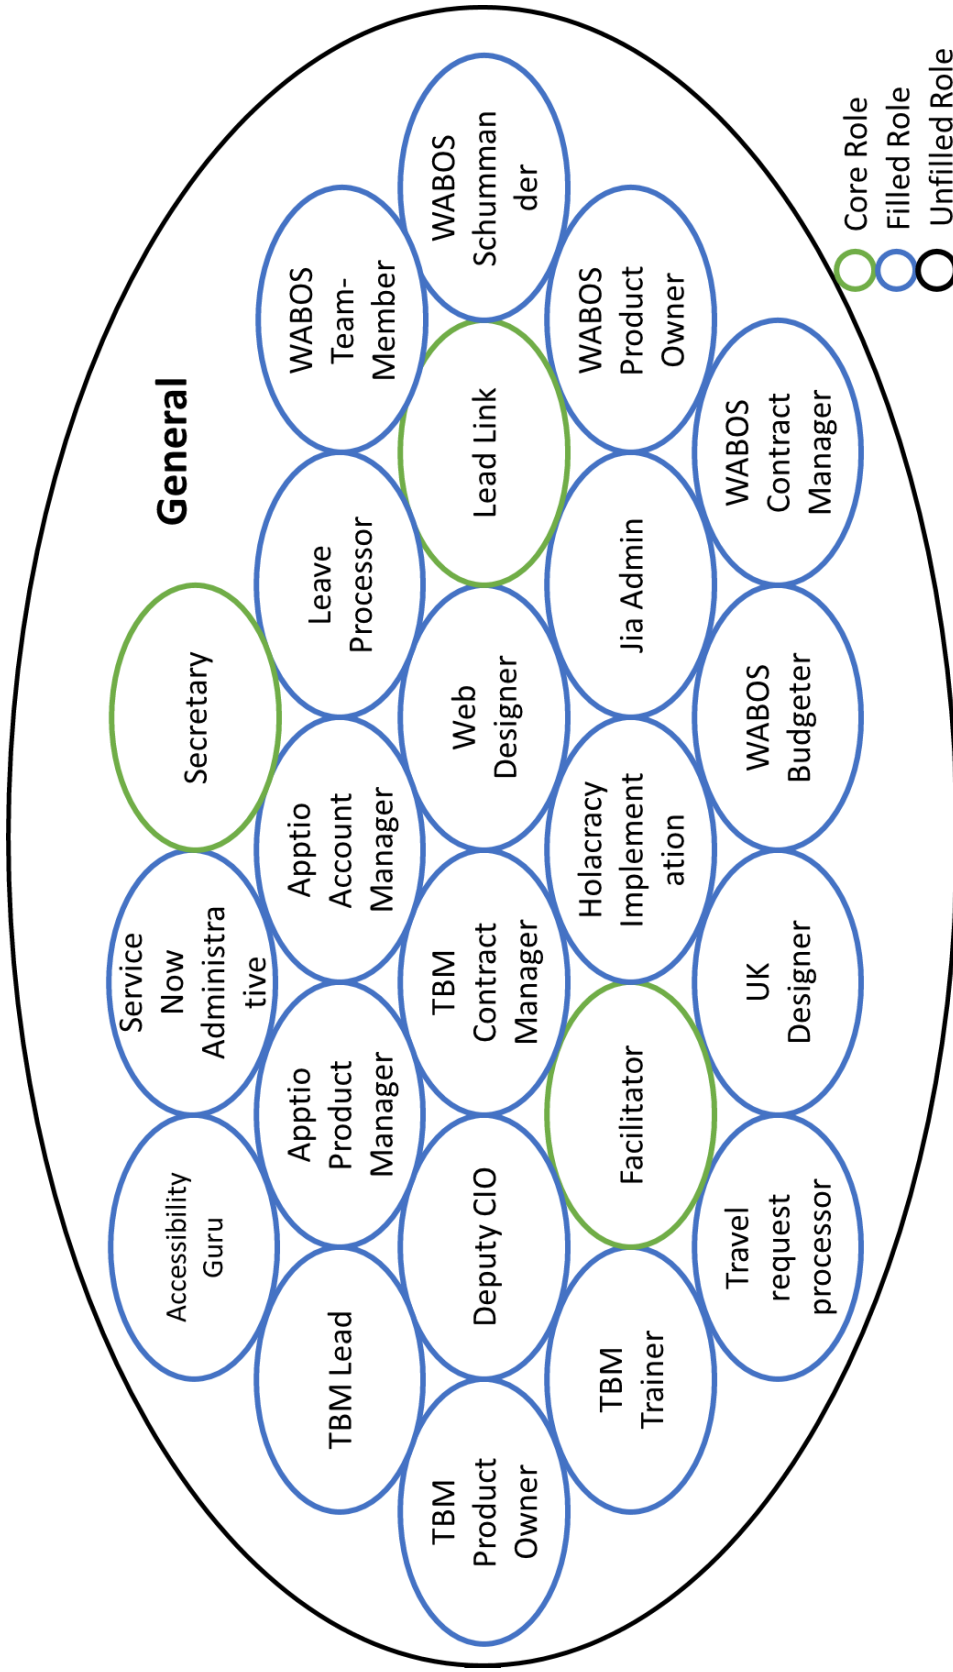 General
Accessibility
Guru
Service
Now
Administra
tive
Secretary
TBM Lead
Apptio
Product
Manager
Apptio
Account
Manager
Leave
Processor
WABOS
Team-
Member
TBM
Product
Owner
Deputy CIO
TBM
Contract
Manager
Web
Designer
Lead Link
WABOS
Schumman
der
TBM
Trainer
Facilitator
Holacracy
Implement
ation
Jia Admin
WABOS
Product
Owner
Travel
request
processor
UK
Designer
WABOS
Budgeter
WABOS
Contract
Manager
Core Role
Filled Role
Unfilled Role